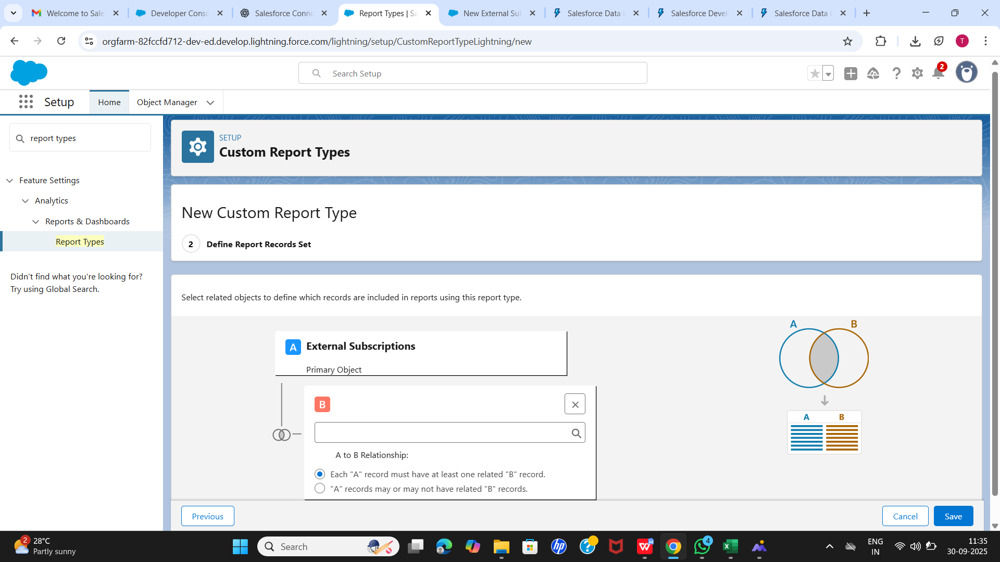 Welcome to Sale
Developer Consc
Salesforce Conne
Report Types | Sa
New External Sub
Salesforce Data L
Salesforce Devel
Salesforce Data L
orgfarm-82fccfd712-dev-ed.develop.lightning.force.com/lightning/setup/CustomReportTypeLightning/new
T
Search Setup
2
Setup
Home
Object Manager
report types
Feature Settings
Analytics
Reports & Dashboards
Report Types
Didn't find what you're looking for?
Try using Global Search.
SETUP
Custom Report Types
New Custom Report Type
2 Define Report Records Set
Select related objects to define which records are included in reports using this report type.
A External Subscriptions
Primary Object
B
A to B Relationship:
Each "A" record must have at least one related "B" record.
"A" records may or may not have related "B" records.
A B
A B
Previous
Cancel
Save
2
28°C
Partly sunny
Search
4
ENG
IN
11:35
30-09-2025